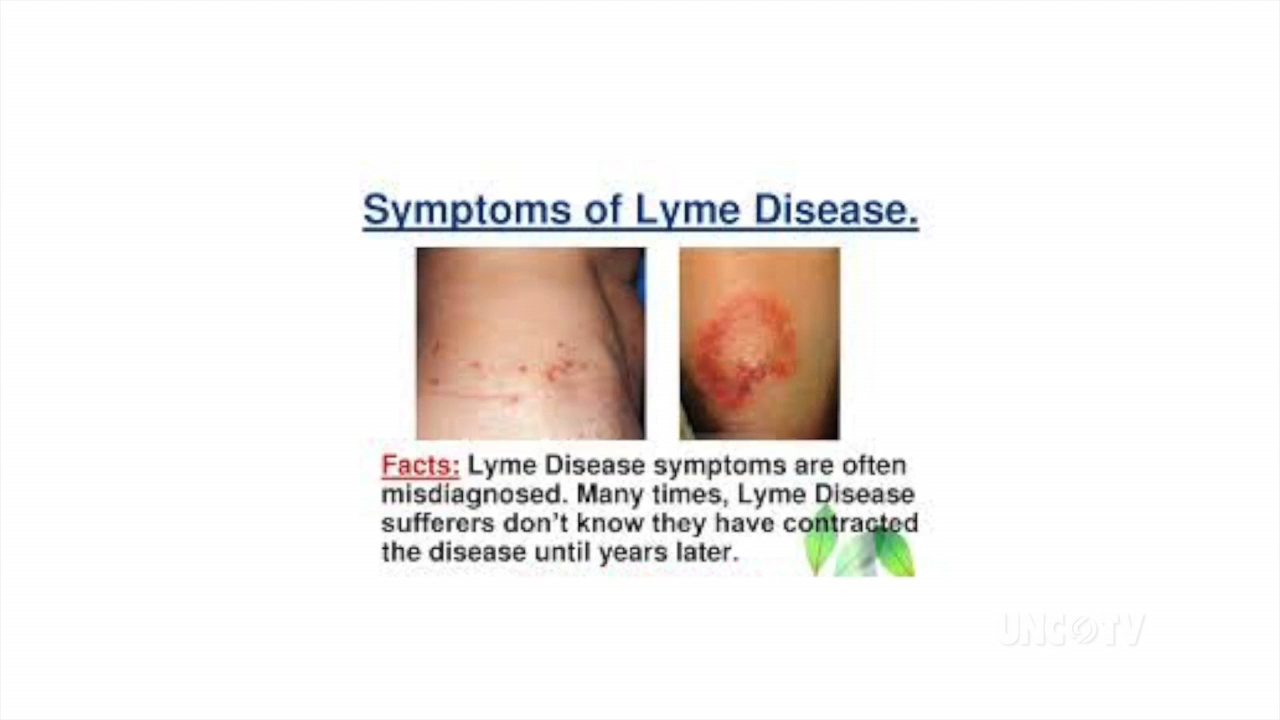 Symptoms of Lyme Disease.
Facts: Lyme Disease symptoms are often
misdiagnosed. Many times, Lyme Disease
sufferers don't know they have contracted
the disease until years later.
UNC TV